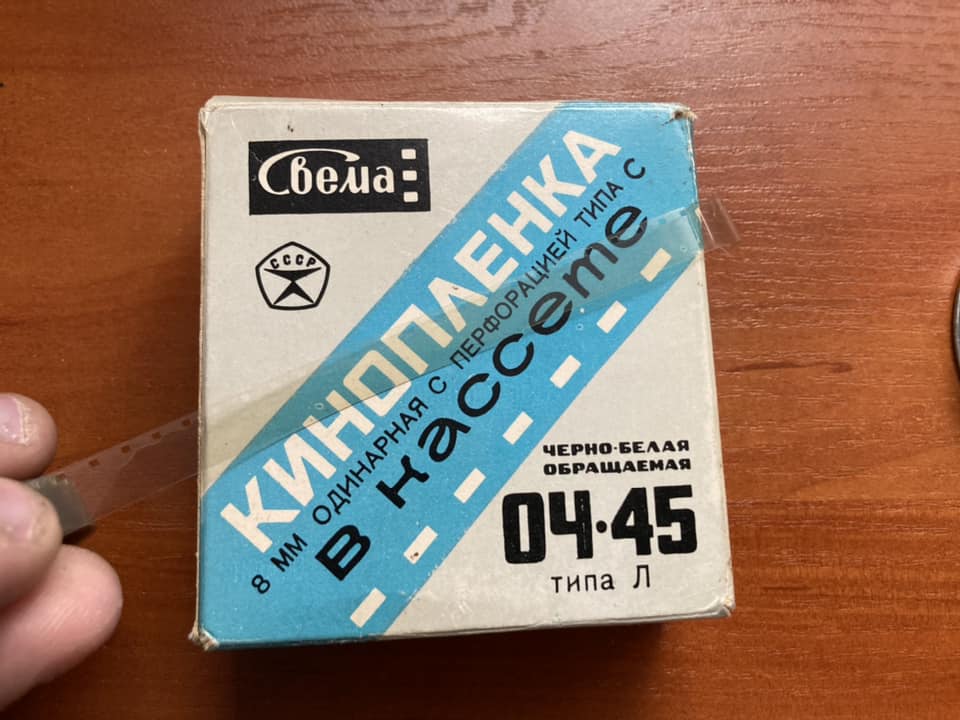 Свема
СССР
КИНОПЛЕНКА
8 ММ ОДИНАРНАЯ С ПЕРФОРАЦИЕЙ ТИПА С
в кассете
ЧЕРНО-БЕЛАЯ
ОБРАЩАЕМАЯ
ОЧ·45
типа Л